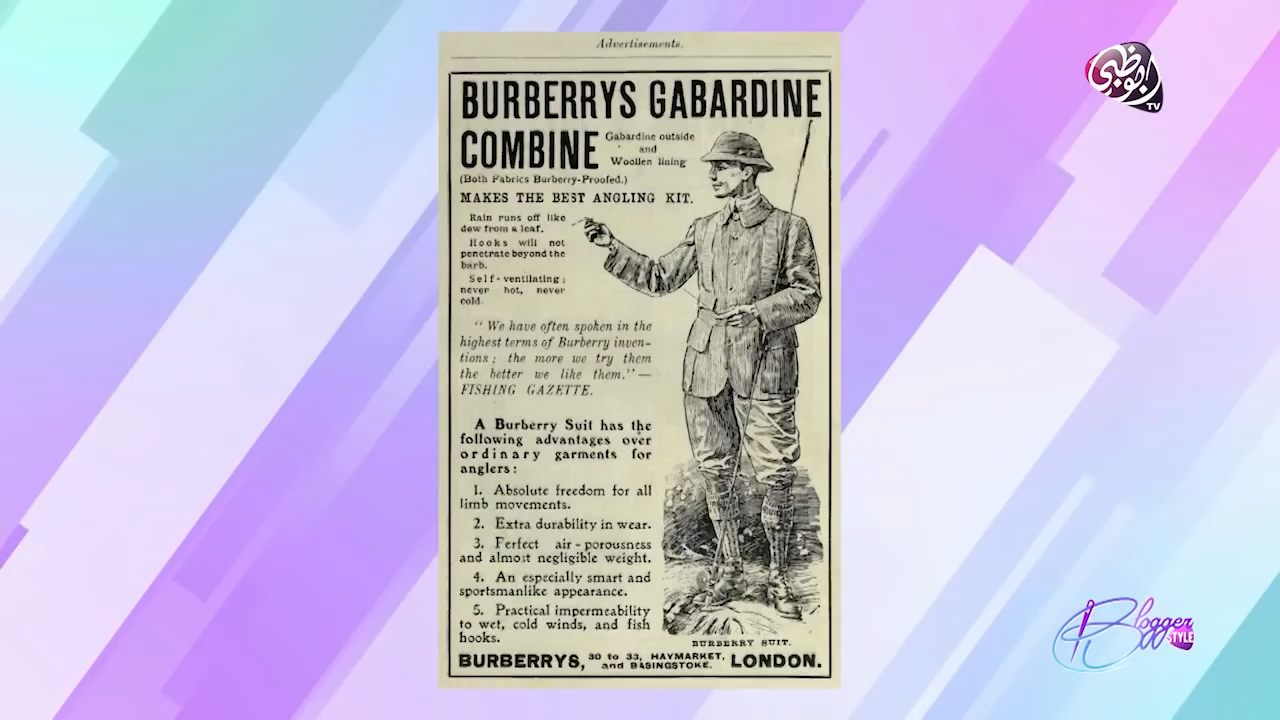 Advertisements.
BURBERRYS GABARDINE
COMBINE
Gabardine outside
and
Woollen lining
(Both Fabrics Burberry-Proofed.)
MAKES THE BEST ANGLING KIT.
Rain runs off like
dew from a leaf.
Hooks will not
penetrate beyond the
barb.
Self-ventilating;
never hot, never
cold.
"We have often spoken in the
highest terms of Burberry inven-
tions; the more we try them
the better we like them."—
FISHING GAZETTE.
A Burberry Suit has the
following advantages over
ordinary garments for
anglers:
1. Absolute freedom for all
limb movements.
2. Extra durability in wear.
3. Perfect air-porousness
and almost negligible weight.
4. An especially smart and
sportsmanlike appearance.
5. Practical impermeability
to wet, cold winds, and fish
hooks.
BURBERRY SUIT.
BURBERRYS, 30 to 33, HAYMARKET, and BASINGSTOKE, LONDON.
ابوظبي
TV
Blogger
STYLE